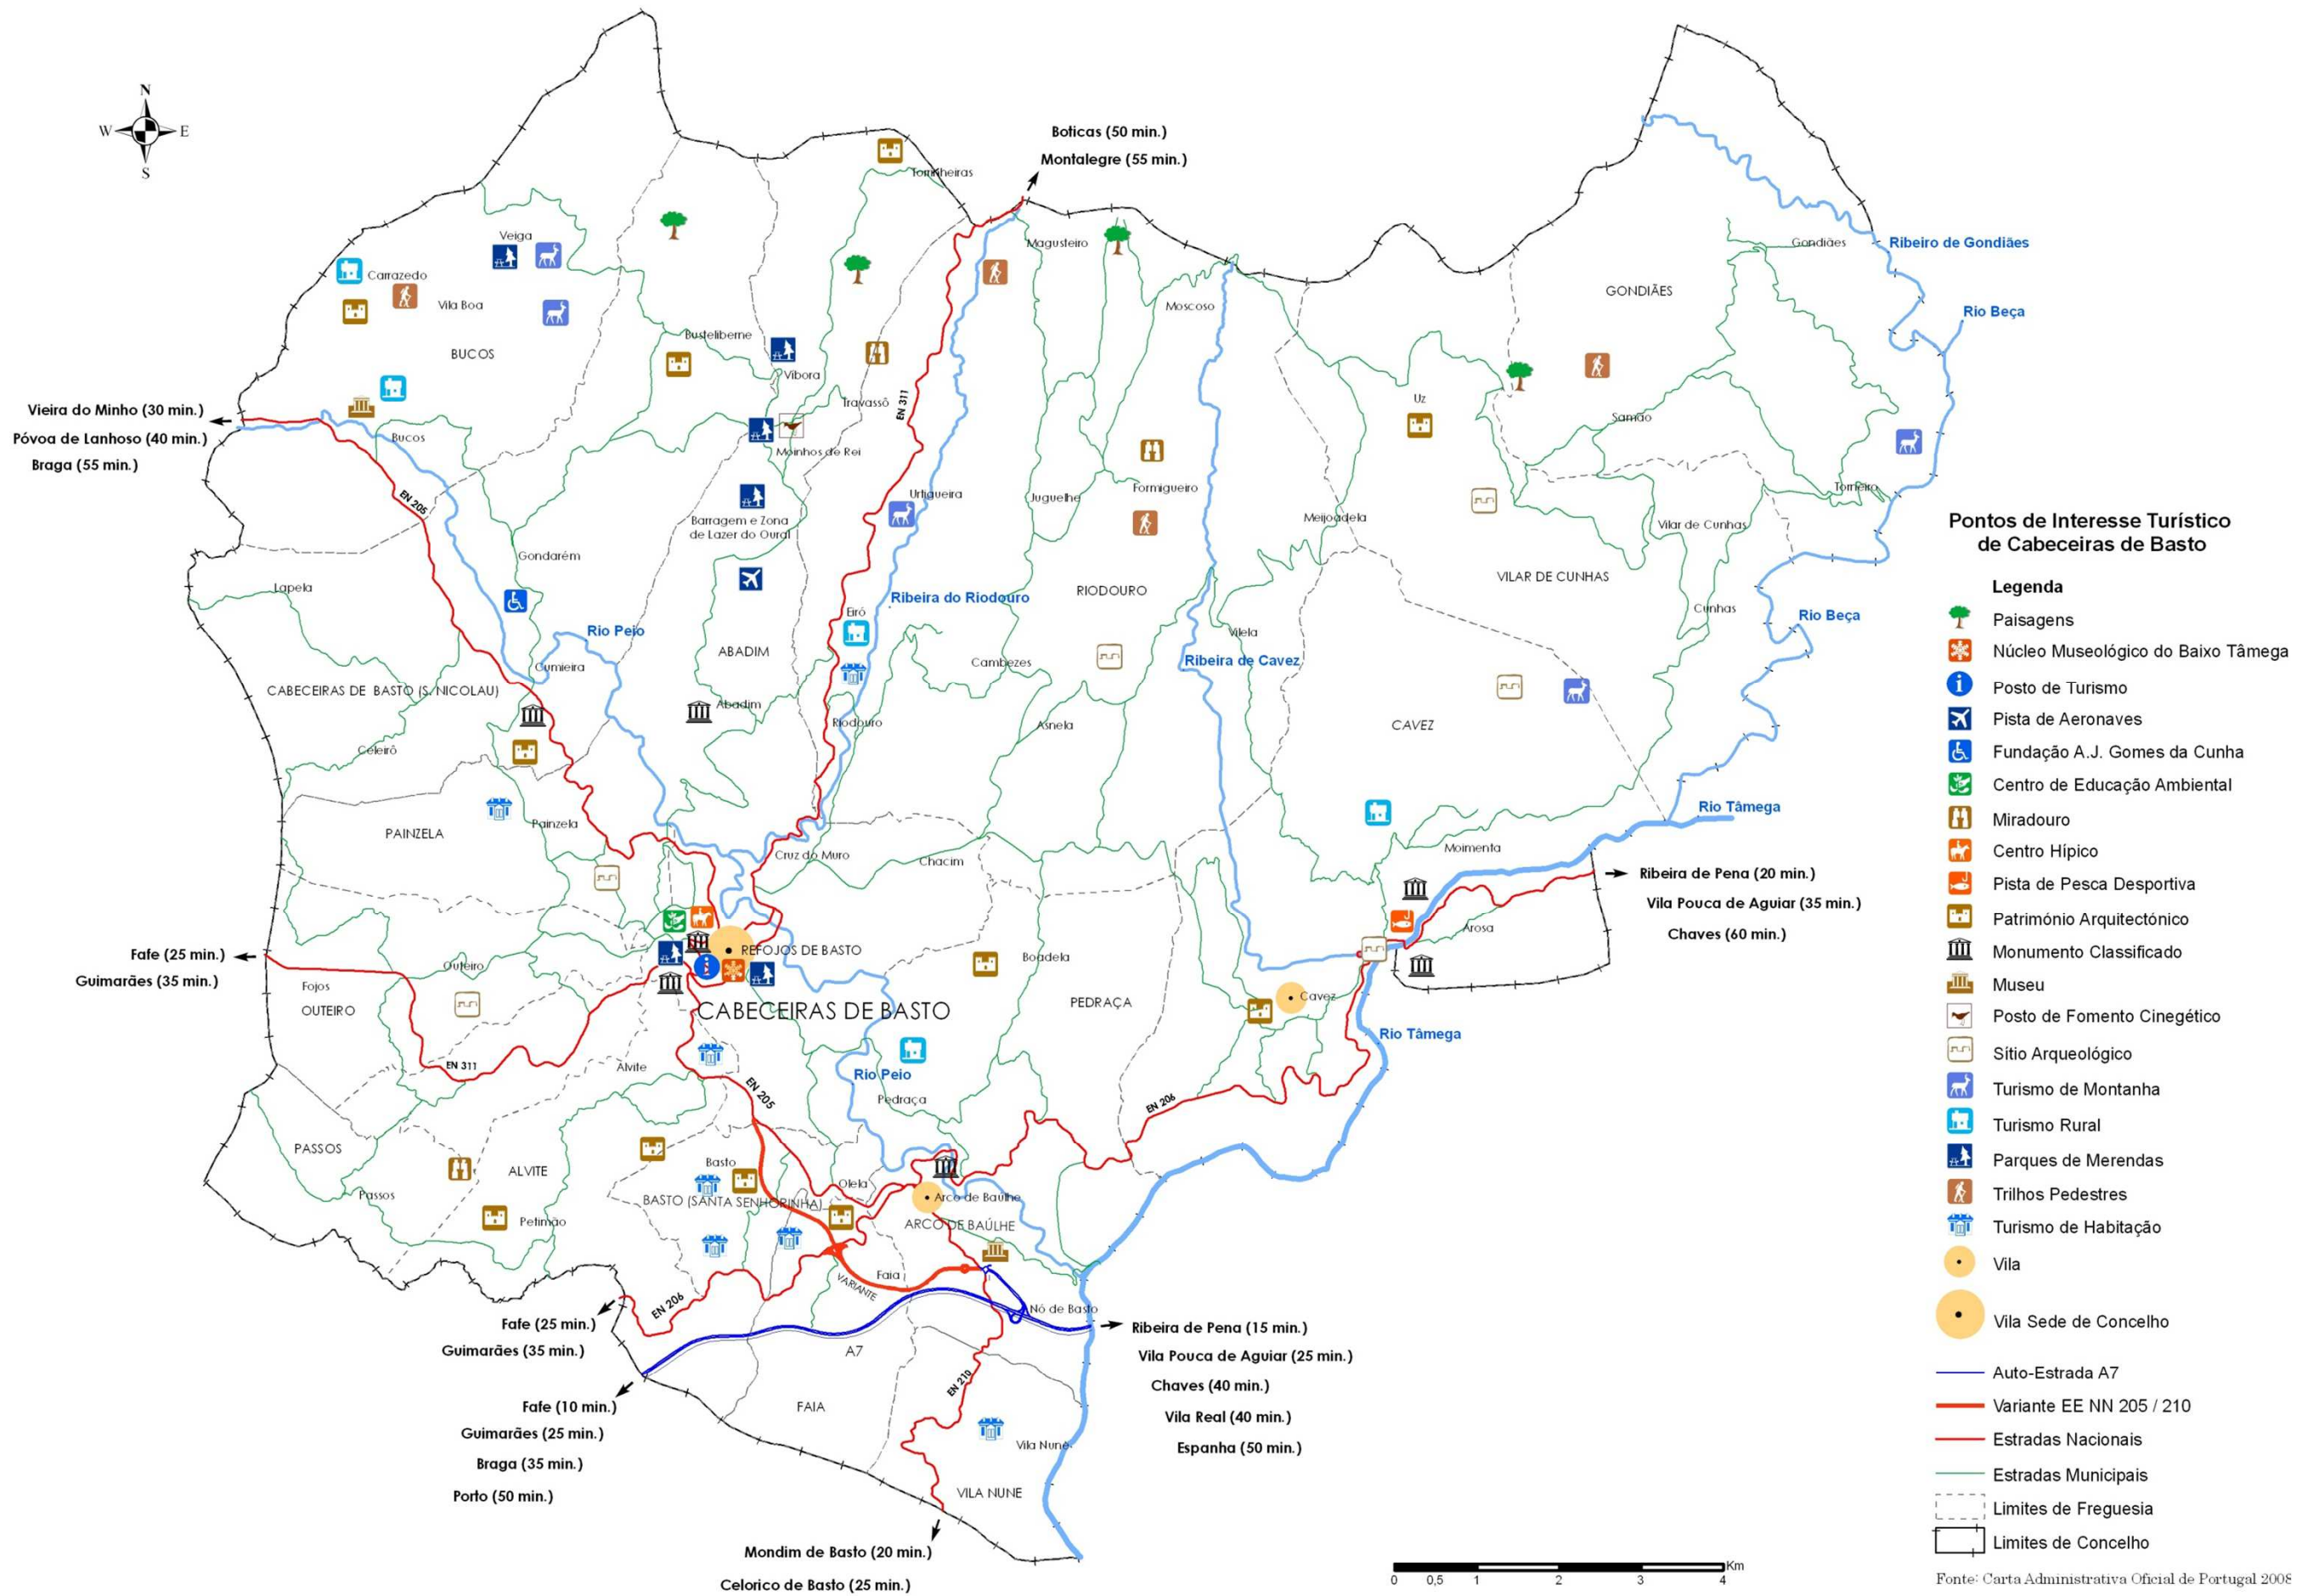 N
W E
S
Boticas (50 min.)
Montalegre (55 min.)
Torrinheiras
Veiga
Magusteiro
Gondiães
Ribeiro de Gondiães
Carrazedo
Vila Boa
Moscoso
GONDIÃES
Rio Beça
BUCOS
Busteliberne
Víbora
Vieira do Minho (30 min.)
Póvoa de Lanhoso (40 min.)
Braga (55 min.)
Travassô
EN 311
Uz
Samão
Bucos
Moinhos de Rei
EN 205
Urtigueira
Juguelhe
Formigueiro
Torneiro
Barragem e Zona
de Lazer do Oural
Meijoadela
Vilar de Cunhas
Gondarém
Lapela
Ribeira do Riodouro
RIODOURO
VILAR DE CUNHAS
Eiró
Cunhas
Rio Beça
Rio Peio
Vilela
ABADIM
Cumieira
Cambezes
Ribeira de Cavez
CABECEIRAS DE BASTO (S. NICOLAU)
Abadim
Riodouro
Asnela
CAVEZ
Celeirô
Rio Tâmega
Painzela
PAINZELA
Cruz do Muro
Chacim
Moimenta
Ribeira de Pena (20 min.)
Vila Pouca de Aguiar (35 min.)
Chaves (60 min.)
Arosa
Fafe (25 min.)
Guimarães (35 min.)
REFOJOS DE BASTO
Outeiro
Boadela
Fojos
OUTEIRO
CABECEIRAS DE BASTO
PEDRAÇA
Cavez
Rio Tâmega
EN 311
Alvite
Rio Peio
EN 205
Pedraça
EN 206
PASSOS
ALVITE
Basto
Olela
Passos
BASTO (SANTA SENHORINHA)
Arco de Baúlhe
Petimão
ARCO DE BAÚLHE
Faia
VARIANTE
EN 206
Nó de Basto
Fafe (25 min.)
Guimarães (35 min.)
A7
Ribeira de Pena (15 min.)
Vila Pouca de Aguiar (25 min.)
Chaves (40 min.)
Vila Real (40 min.)
Espanha (50 min.)
EN 210
Fafe (10 min.)
Guimarães (25 min.)
Braga (35 min.)
Porto (50 min.)
FAIA
Vila Nune
VILA NUNE
Mondim de Basto (20 min.)
Celorico de Basto (25 min.)
Pontos de Interesse Turístico
de Cabeceiras de Basto
Legenda
Paisagens
Núcleo Museológico do Baixo Tâmega
Posto de Turismo
Pista de Aeronaves
Fundação A.J. Gomes da Cunha
Centro de Educação Ambiental
Miradouro
Centro Hípico
Pista de Pesca Desportiva
Património Arquitectónico
Monumento Classificado
Museu
Posto de Fomento Cinegético
Sítio Arqueológico
Turismo de Montanha
Turismo Rural
Parques de Merendas
Trilhos Pedestres
Turismo de Habitação
Vila
Vila Sede de Concelho
Auto-Estrada A7
Variante EE NN 205 / 210
Estradas Nacionais
Estradas Municipais
Limites de Freguesia
Limites de Concelho
Km
0 0,5 1 2 3 4
Fonte: Carta Administrativa Oficial de Portugal 2008